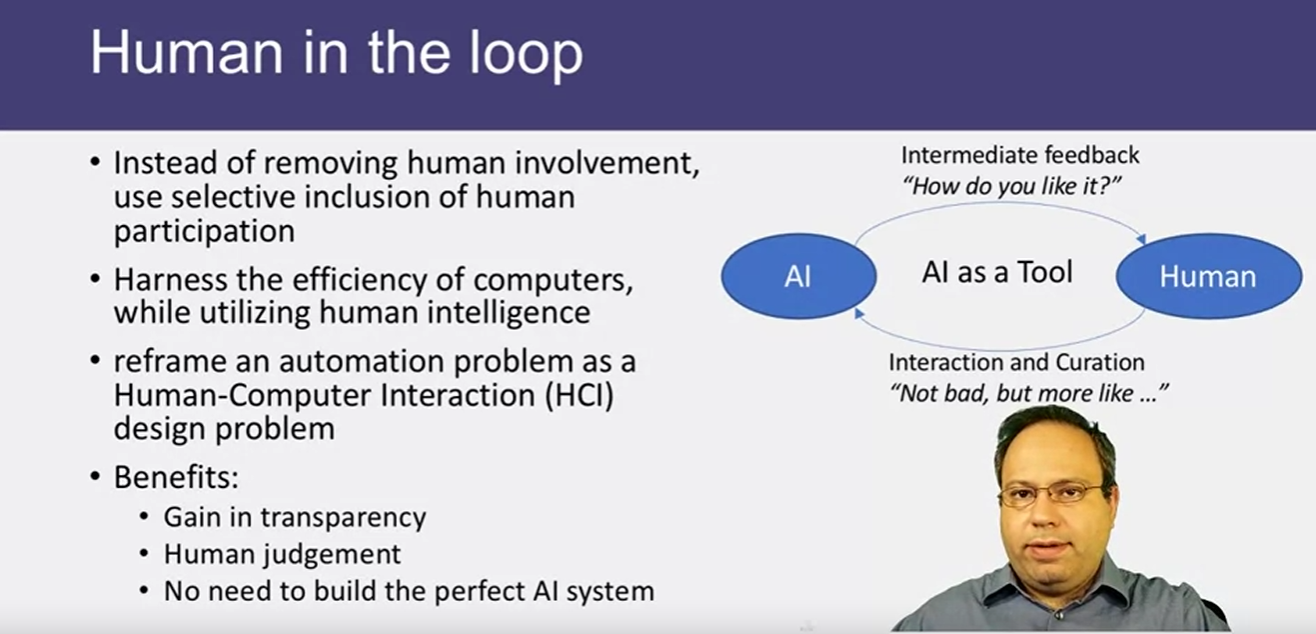 Human in the loop
• Instead of removing human involvement,
use selective inclusion of human
participation
• Harness the efficiency of computers,
while utilizing human intelligence
• reframe an automation problem as a
Human-Computer Interaction (HCI)
design problem
• Benefits:
• Gain in transparency
• Human judgement
• No need to build the perfect AI system
Intermediate feedback
“How do you like it?”
AI
AI as a Tool
Human
Interaction and Curation
“Not bad, but more like ...”